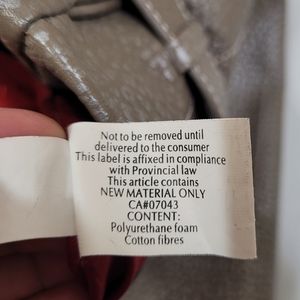 Not to be removed until
delivered to the consumer
This label is affixed in compliance
with Provincial law
This article contains
NEW MATERIAL ONLY
CA#07043
CONTENT:
Polyurethane foam
Cotton fibres